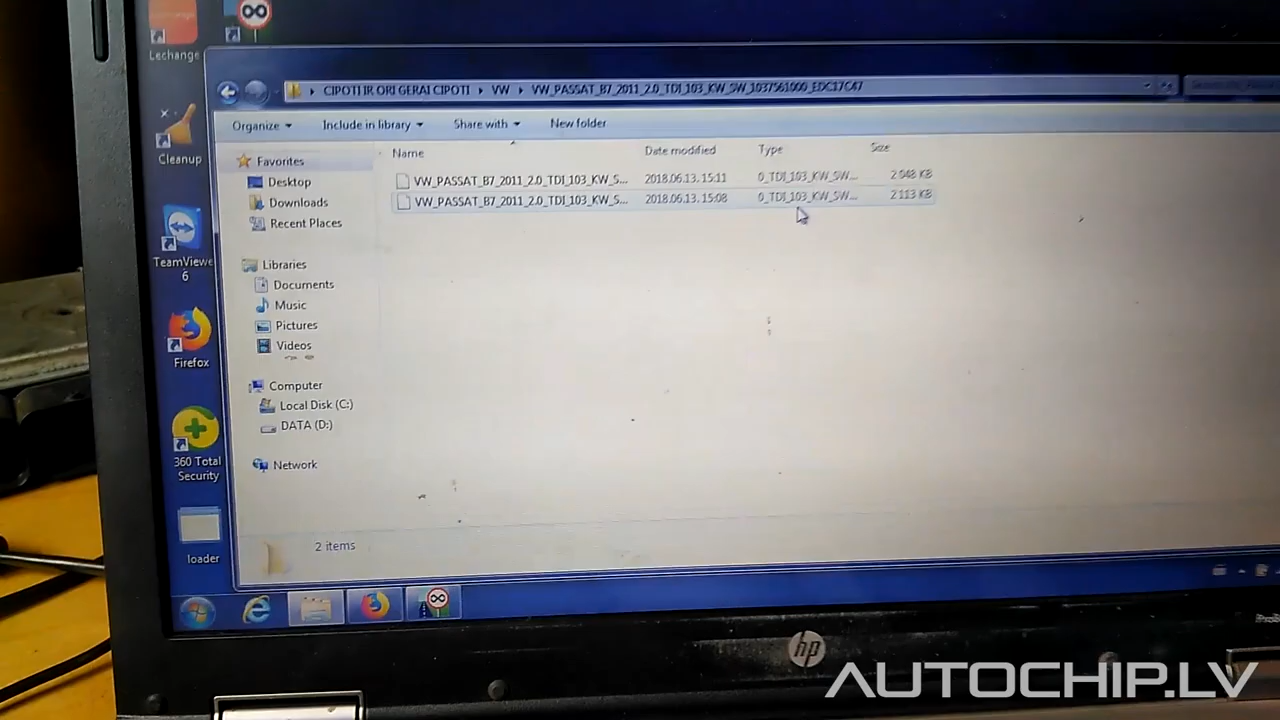 Lechange
CIPOTI IR ORI GERAI CIPOTI
VW
VW_PASSAT_B7_2011_2.0_TDI_103_KW_SW_1037561000_EDC17C47
Organize
Include in library
Share with
New folder
Name
Date modified
Type
Size
VW_PASSAT_B7_2011_2.0_TDI_103_KW_S...
2018.06.13. 15:11
0_TDI_103_KW_SW...
2 048 KB
VW_PASSAT_B7_2011_2.0_TDI_103_KW_S...
2018.06.13. 15:08
0_TDI_103_KW_SW...
2 113 KB
Cleanup
TeamViewe
6
Firefox
360 Total
Security
loader
Favorites
Desktop
Downloads
Recent Places
Libraries
Documents
Music
Pictures
Videos
Computer
Local Disk (C:)
DATA (D:)
Network
2 items
hp
AUTOCHIP.LV